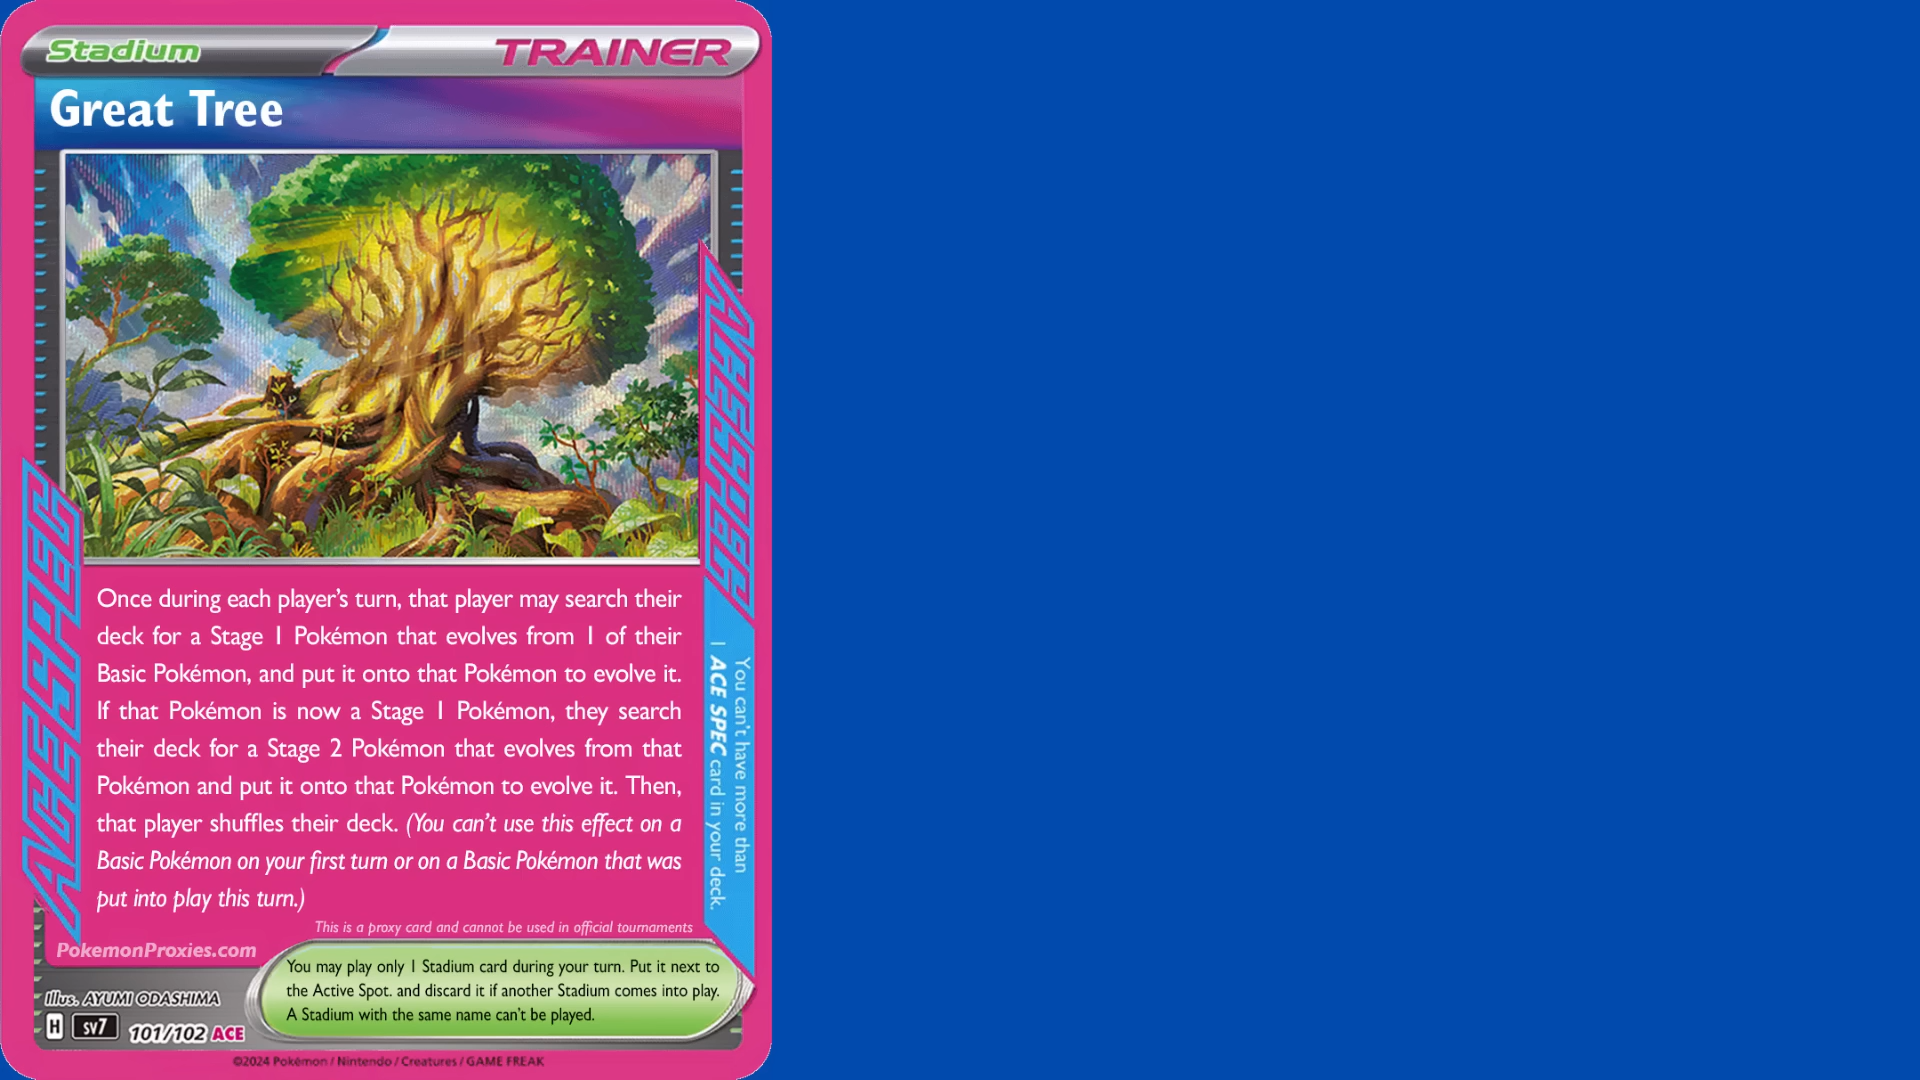 Stadium
TRAINER
Great Tree
ACE SPEC
ACE SPEC
Once during each player's turn, that player may search their
deck for a Stage 1 Pokémon that evolves from 1 of their
Basic Pokémon, and put it onto that Pokémon to evolve it.
If that Pokémon is now a Stage 1 Pokémon, they search
their deck for a Stage 2 Pokémon that evolves from that
Pokémon and put it onto that Pokémon to evolve it. Then,
that player shuffles their deck. (You can't use this effect on a
Basic Pokémon on your first turn or on a Basic Pokémon that was
put into play this turn.)
You can't have more than
1 ACE SPEC card in your deck.
This is a proxy card and cannot be used in official tournaments
PokemonProxies.com
You may play only 1 Stadium card during your turn. Put it next to
the Active Spot. and discard it if another Stadium comes into play.
A Stadium with the same name can't be played.
Illus. AYUMI ODASHIMA
H SV7 101/102 ACE
©2024 Pokémon / Nintendo / Creatures / GAME FREAK